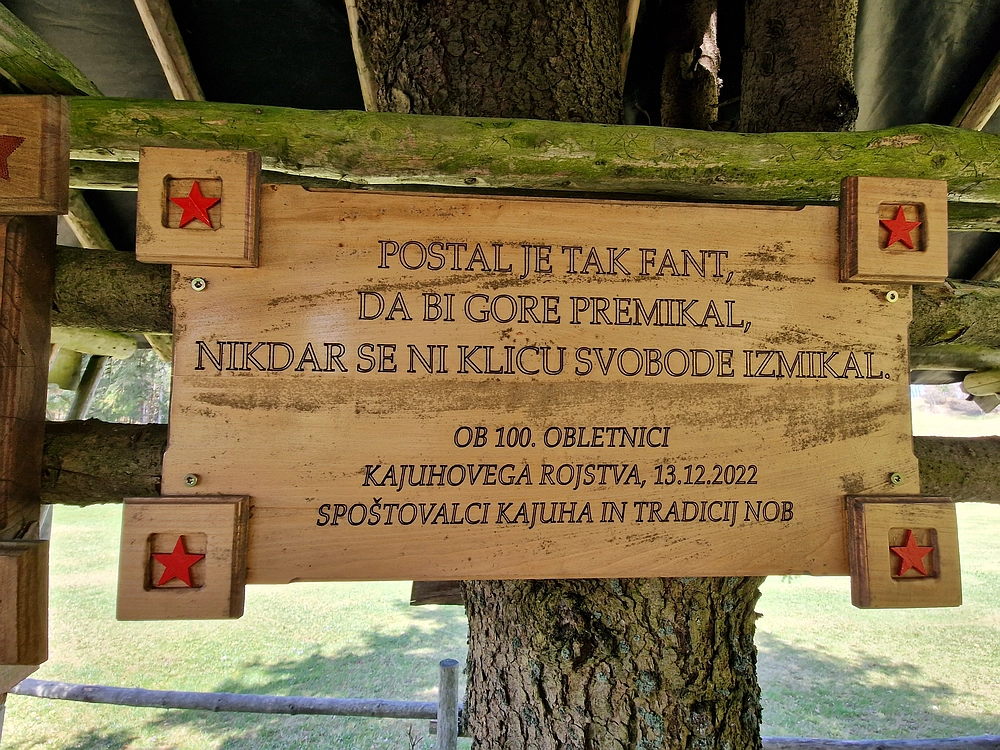 POSTAL JE TAK FANT,
DA BI GORE PREMIKAL,
NIKDAR SE NI KLICU SVOBODE IZMIKAL.
OB 100. OBLETNICI
KAJUHOVEGA ROJSTVA, 13.12.2022
SPOŠTOVALCI KAJUHA IN TRADICIJ NOB